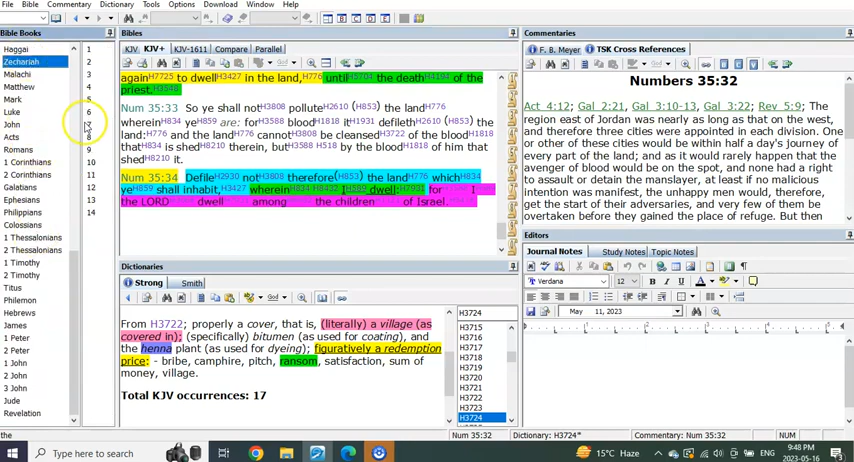 File Bible Commentary Dictionary Tools Options Download Window Help
Bible Books
Haggai
Zechariah
Malachi
Matthew
Mark
Luke
John
Acts
Romans
1 Corinthians
2 Corinthians
Galatians
Ephesians
Philippians
Colossians
1 Thessalonians
2 Thessalonians
1 Timothy
2 Timothy
Titus
Philemon
Hebrews
James
1 Peter
2 Peter
1 John
2 John
3 John
Jude
Revelation
1
2
3
4
5
6
7
8
9
10
11
12
13
14
Bibles
KJV KJV+ KJV-1611 Compare Parallel
again H7725 to dwell H3427 in the land, H776 until H5704 the death H4194 of the
priest. H3548
Num 35:33 So ye shall not H3808 pollute H2610 (H853) the land H776
wherein H834 ye H859 are: for H3588 blood H1818 it H1931 defileth H2610 (H853) the
land: H776 and the land H776 cannot H3808 be cleansed H3722 of the blood H1818
that H834 is shed H8210 therein, but H3588 H518 by the blood H1818 of him that
shed H8210 it.
Num 35:34 Defile H2930 not H3808 therefore (H853) the land H776 which H834
ye H859 shall inhabit, H3427 wherein H834 H8432 I H589 dwell: H7931 for I
the LORD dwell among the children of Israel.
Dictionaries
Strong Smith
H3724
From H3722; properly a cover, that is, (literally) a village (as
covered in); (specifically) bitumen (as used for coating), and
the henna plant (as used for dyeing); figuratively a redemption
price: - bribe, camphire, pitch, ransom, satisfaction, sum of
money, village.
Total KJV occurrences: 17
H3715
H3716
H3717
H3718
H3719
H3720
H3721
H3722
H3723
H3724
Commentaries
F. B. Meyer TSK Cross References
Numbers 35:32
Act 4:12; Gal 2:21, Gal 3:10-13, Gal 3:22; Rev 5:9; The
region east of Jordan was nearly as long as that on the west,
and therefore three cities were appointed in each division. One
or other of these cities would be within half a day's journey of
every part of the land; and as it would rarely happen that the
avenger of blood would be on the spot, and none had a right
to assault or detain the manslayer, at least if no malicious
intention was manifest, the unhappy men would, therefore,
get the start of their adversaries, and very few of them be
overtaken before they gained the place of refuge. But then
Editors
Journal Notes Study Notes Topic Notes
Verdana 12 B I U A
May 11, 2023
the
Num 35:32 Dictionary: H3724* Commentary: Num 35:32 NUM
Type here to search
15°C Haze
ENG
9:48 PM
2023-05-16